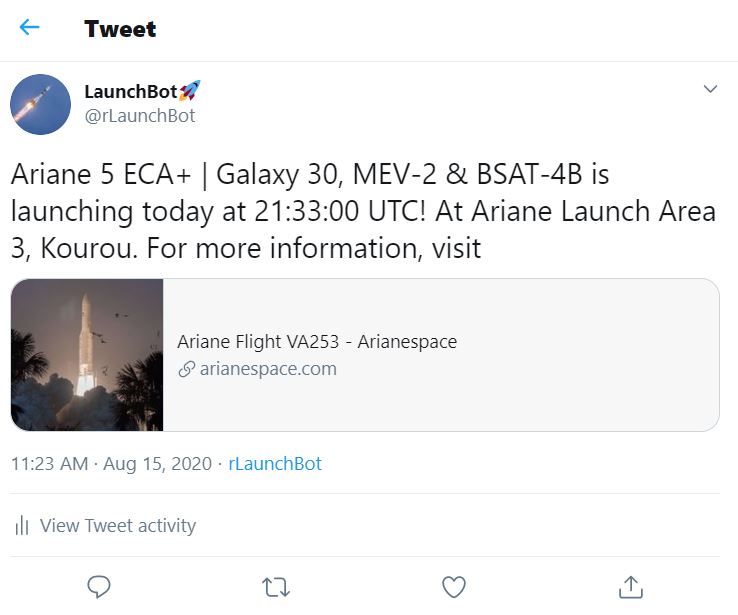 Tweet
LaunchBot🚀
@rLaunchBot
Ariane 5 ECA+ | Galaxy 30, MEV-2 & BSAT-4B is
launching today at 21:33:00 UTC! At Ariane Launch Area
3, Kourou. For more information, visit
Ariane Flight VA253 - Arianespace
arianespace.com
11:23 AM · Aug 15, 2020 · rLaunchBot
View Tweet activity